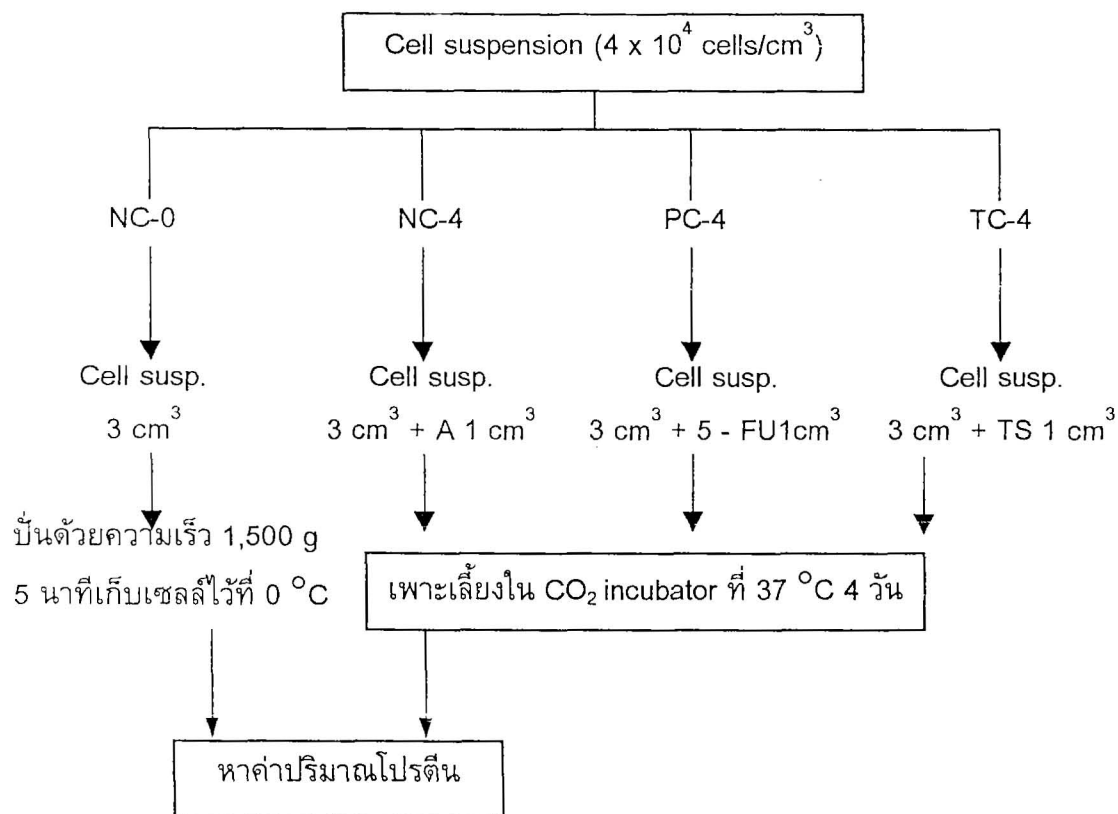 Cell suspension (4 x 10⁴ cells/cm³)
NC-0
NC-4
PC-4
TC-4
Cell susp.
3 cm³
Cell susp.
3 cm³ + A 1 cm³
Cell susp.
3 cm³ + 5 - FU1cm³
Cell susp.
3 cm³ + TS 1 cm³
ปั่นด้วยความเร็ว 1,500 g
5 นาทีเก็บเซลล์ไว้ที่ 0 °C
เพาะเลี้ยงใน CO₂ incubator ที่ 37 °C 4 วัน
หาค่าปริมาณโปรตีน